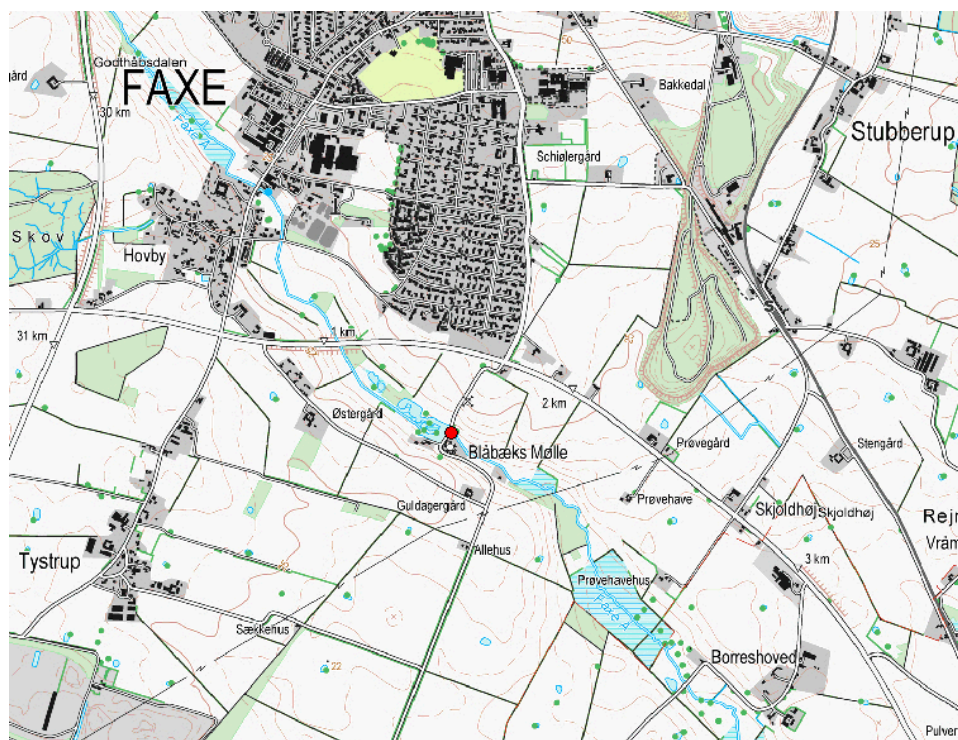 gård
Godthåbsdalen
FAXE
30 km
Faxe Å
Bakkedal
50
Stubberup
Schiølergård
Skov
Hovby
25
31 km
1 km
2 km
Østergård
Blåbæks Mølle
Prøvegård
Stengård
Guldagergård
Prøvehave
Skjoldhøj
Skjoldhøj
Rejn
Vråm
Tystrup
Allehus
3 km
Prøvehavehus
Faxe Å
Sækkehus
22
Borreshoved
Pulver